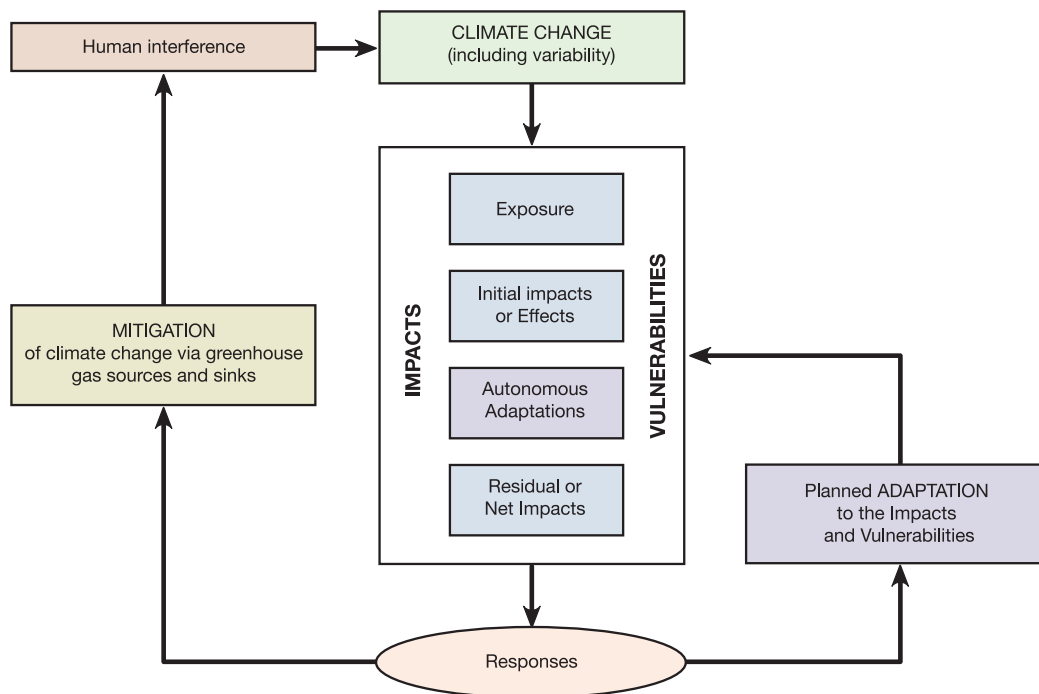 Human interference
CLIMATE CHANGE
(including variability)
IMPACTS
Exposure
Initial impacts
or Effects
Autonomous
Adaptations
Residual or
Net Impacts
VULNERABILITIES
MITIGATION
of climate change via greenhouse
gas sources and sinks
Planned ADAPTATION
to the Impacts
and Vulnerabilities
Responses